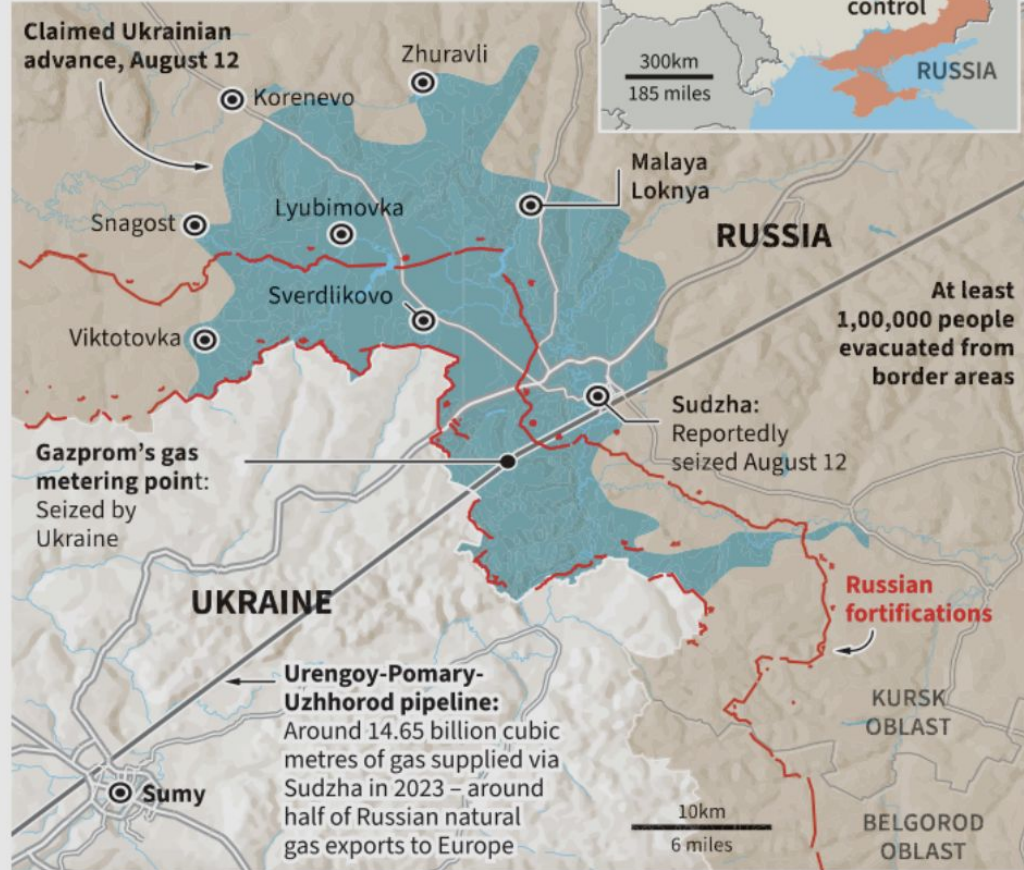 Claimed Ukrainian
advance, August 12
Zhuravli
Korenevo
control
300km
185 miles
RUSSIA
Malaya
Loknya
Snagost
Lyubimovka
RUSSIA
Sverdlikovo
Viktotovka
At least
1,00,000 people
evacuated from
border areas
Sudzha:
Reportedly
seized August 12
Gazprom's gas
metering point:
Seized by
Ukraine
UKRAINE
Russian
fortifications
Urengoy-Pomary-
Uzhhorod pipeline:
Around 14.65 billion cubic
metres of gas supplied via
Sudzha in 2023 – around
half of Russian natural
gas exports to Europe
KURSK
OBLAST
Sumy
10km
6 miles
BELGOROD
OBLAST